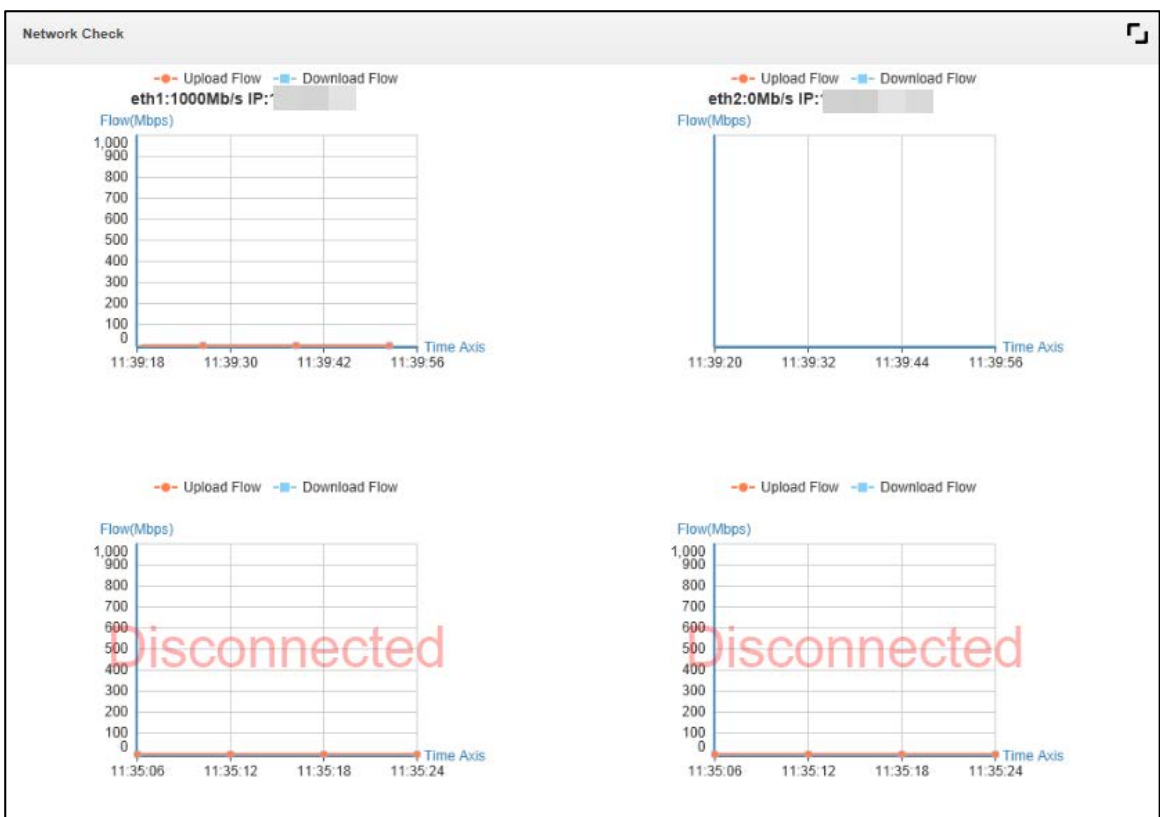 Network Check
Upload Flow Download Flow
eth1:1000Mb/s IP:
Flow(Mbps)
1,000
900
800
700
600
500
400
300
200
100
0
Time Axis
11:39:18 11:39:30 11:39:42 11:39:56
Upload Flow Download Flow
eth2:0Mb/s IP:
Flow(Mbps)
Time Axis
11:39:20 11:39:32 11:39:44 11:39:56
Upload Flow Download Flow
Flow(Mbps)
1,000
900
800
700
600
500
400
300
200
100
0
Disconnected
Time Axis
11:35:06 11:35:12 11:35:18 11:35:24
Upload Flow Download Flow
Flow(Mbps)
1,000
900
800
700
600
500
400
300
200
100
0
Disconnected
Time Axis
11:35:06 11:35:12 11:35:18 11:35:24